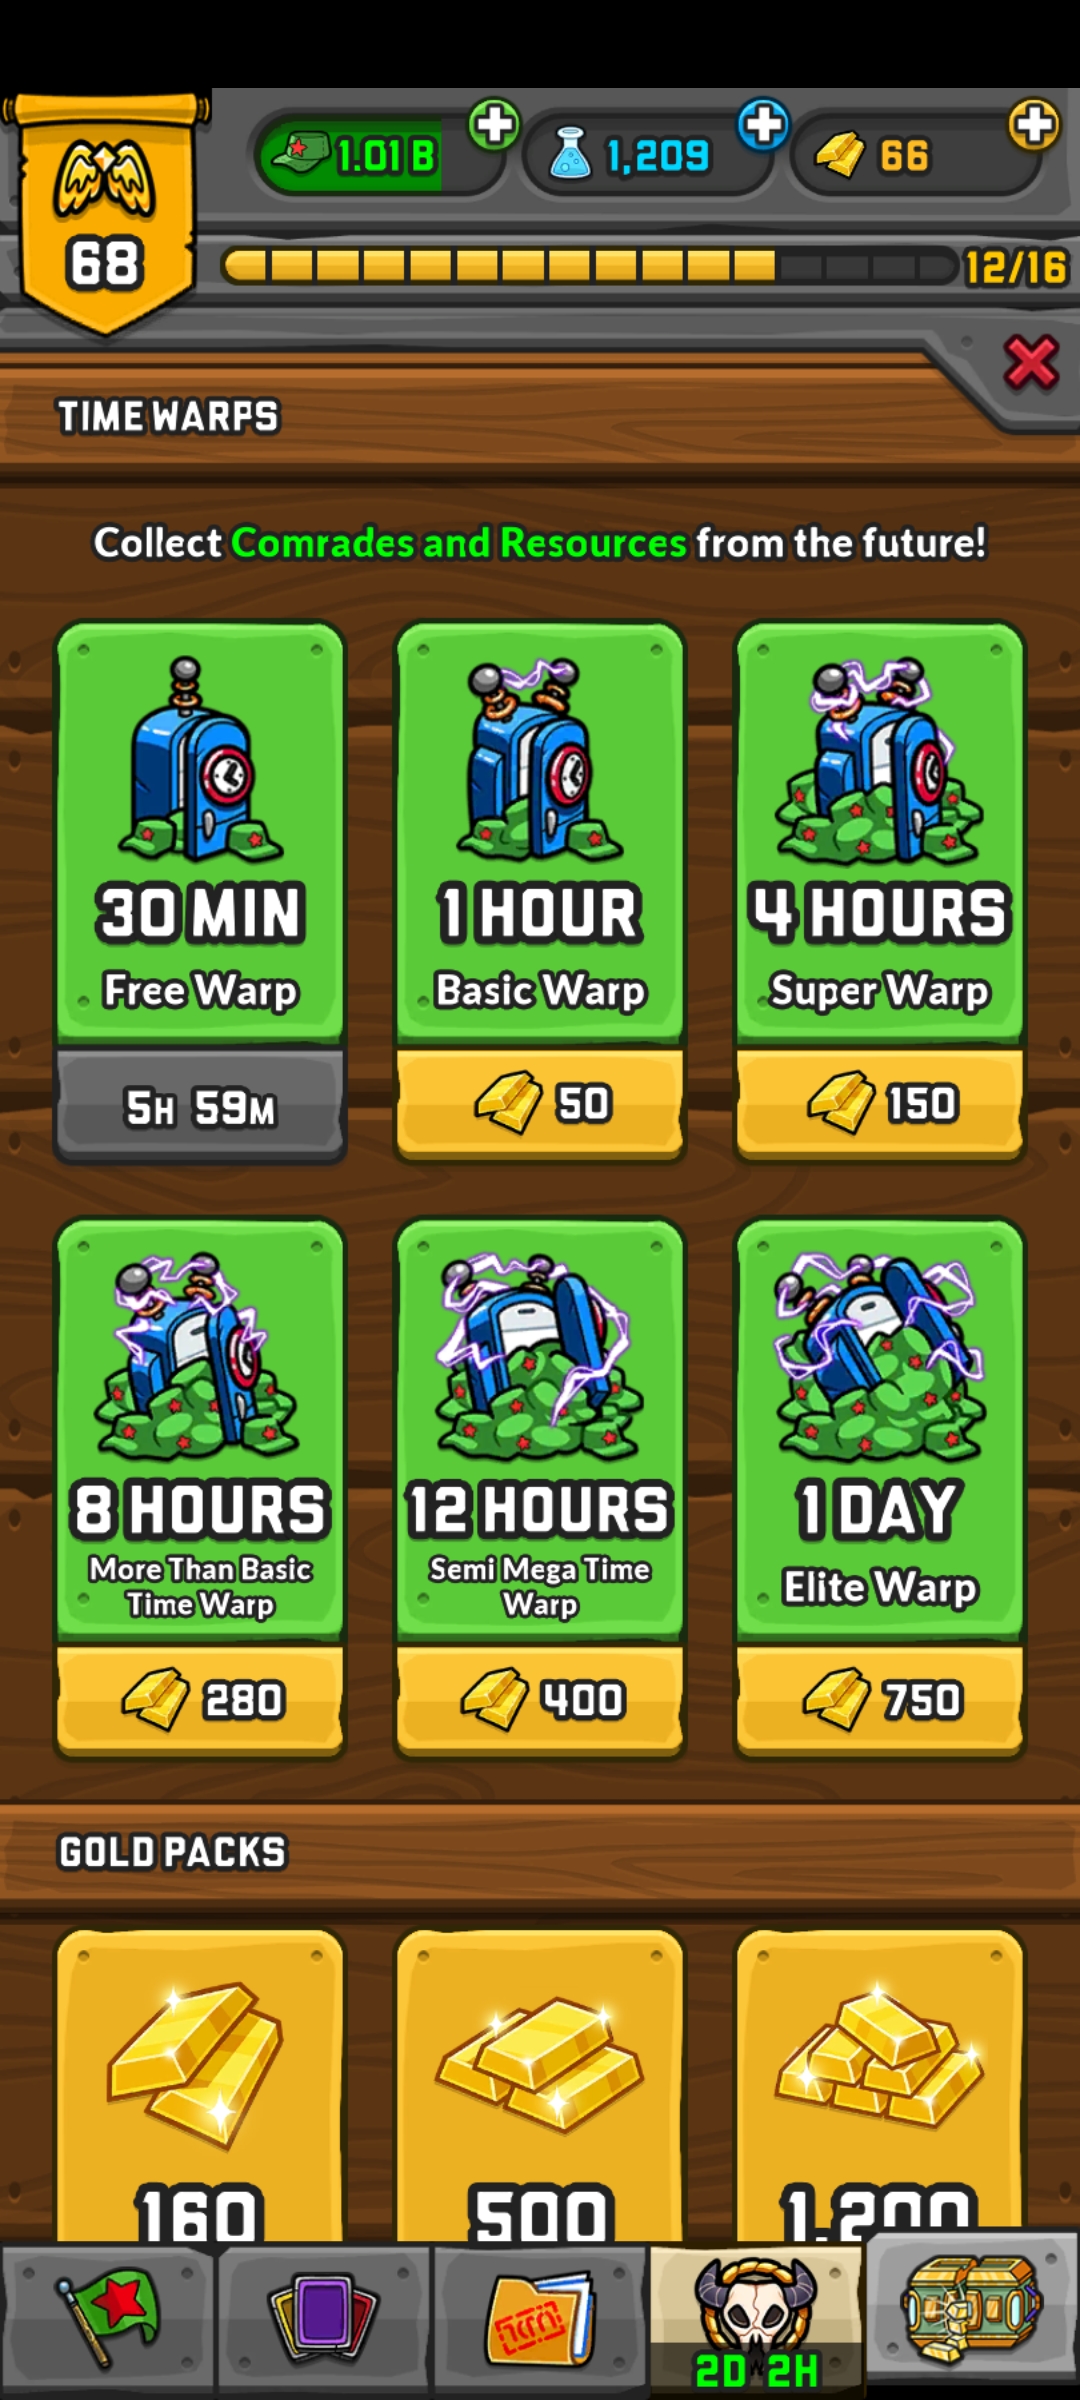 1.01 B
1,209
66
68
12/16
TIME WARPS
Collect Comrades and Resources from the future!
30 MIN
Free Warp
5H 59M
1 HOUR
Basic Warp
50
4 HOURS
Super Warp
150
8 HOURS
More Than Basic
Time Warp
280
12 HOURS
Semi Mega Time
Warp
400
1 DAY
Elite Warp
750
GOLD PACKS
160
500
1,200
2D 2H